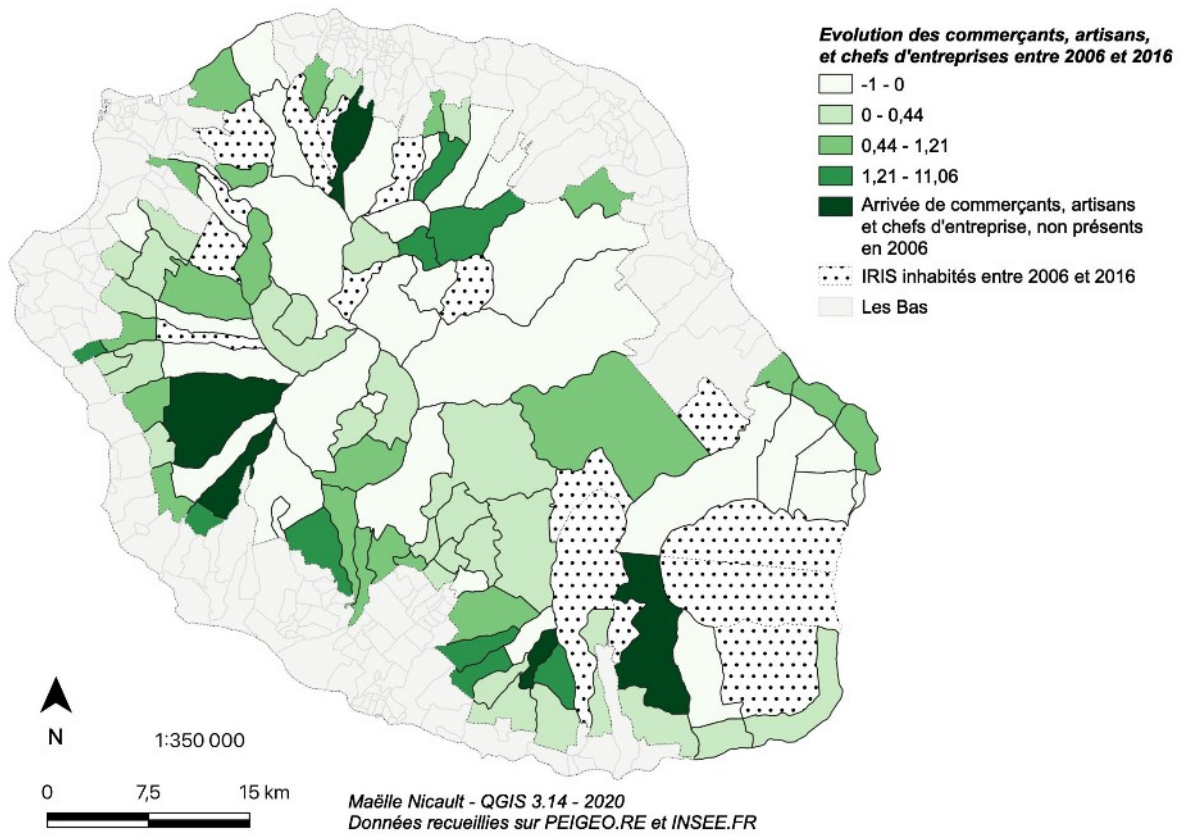 Evolution des commerçants, artisans,
et chefs d'entreprises entre 2006 et 2016
-1 - 0
0 - 0,44
0,44 - 1,21
1,21 - 11,06
Arrivée de commerçants, artisans
et chefs d'entreprise, non présents
en 2006
IRIS inhabités entre 2006 et 2016
Les Bas
N
1:350 000
0 7,5 15 km
Maëlle Nicault - QGIS 3.14 - 2020
Données recueillies sur PEIGEO.RE et INSEE.FR